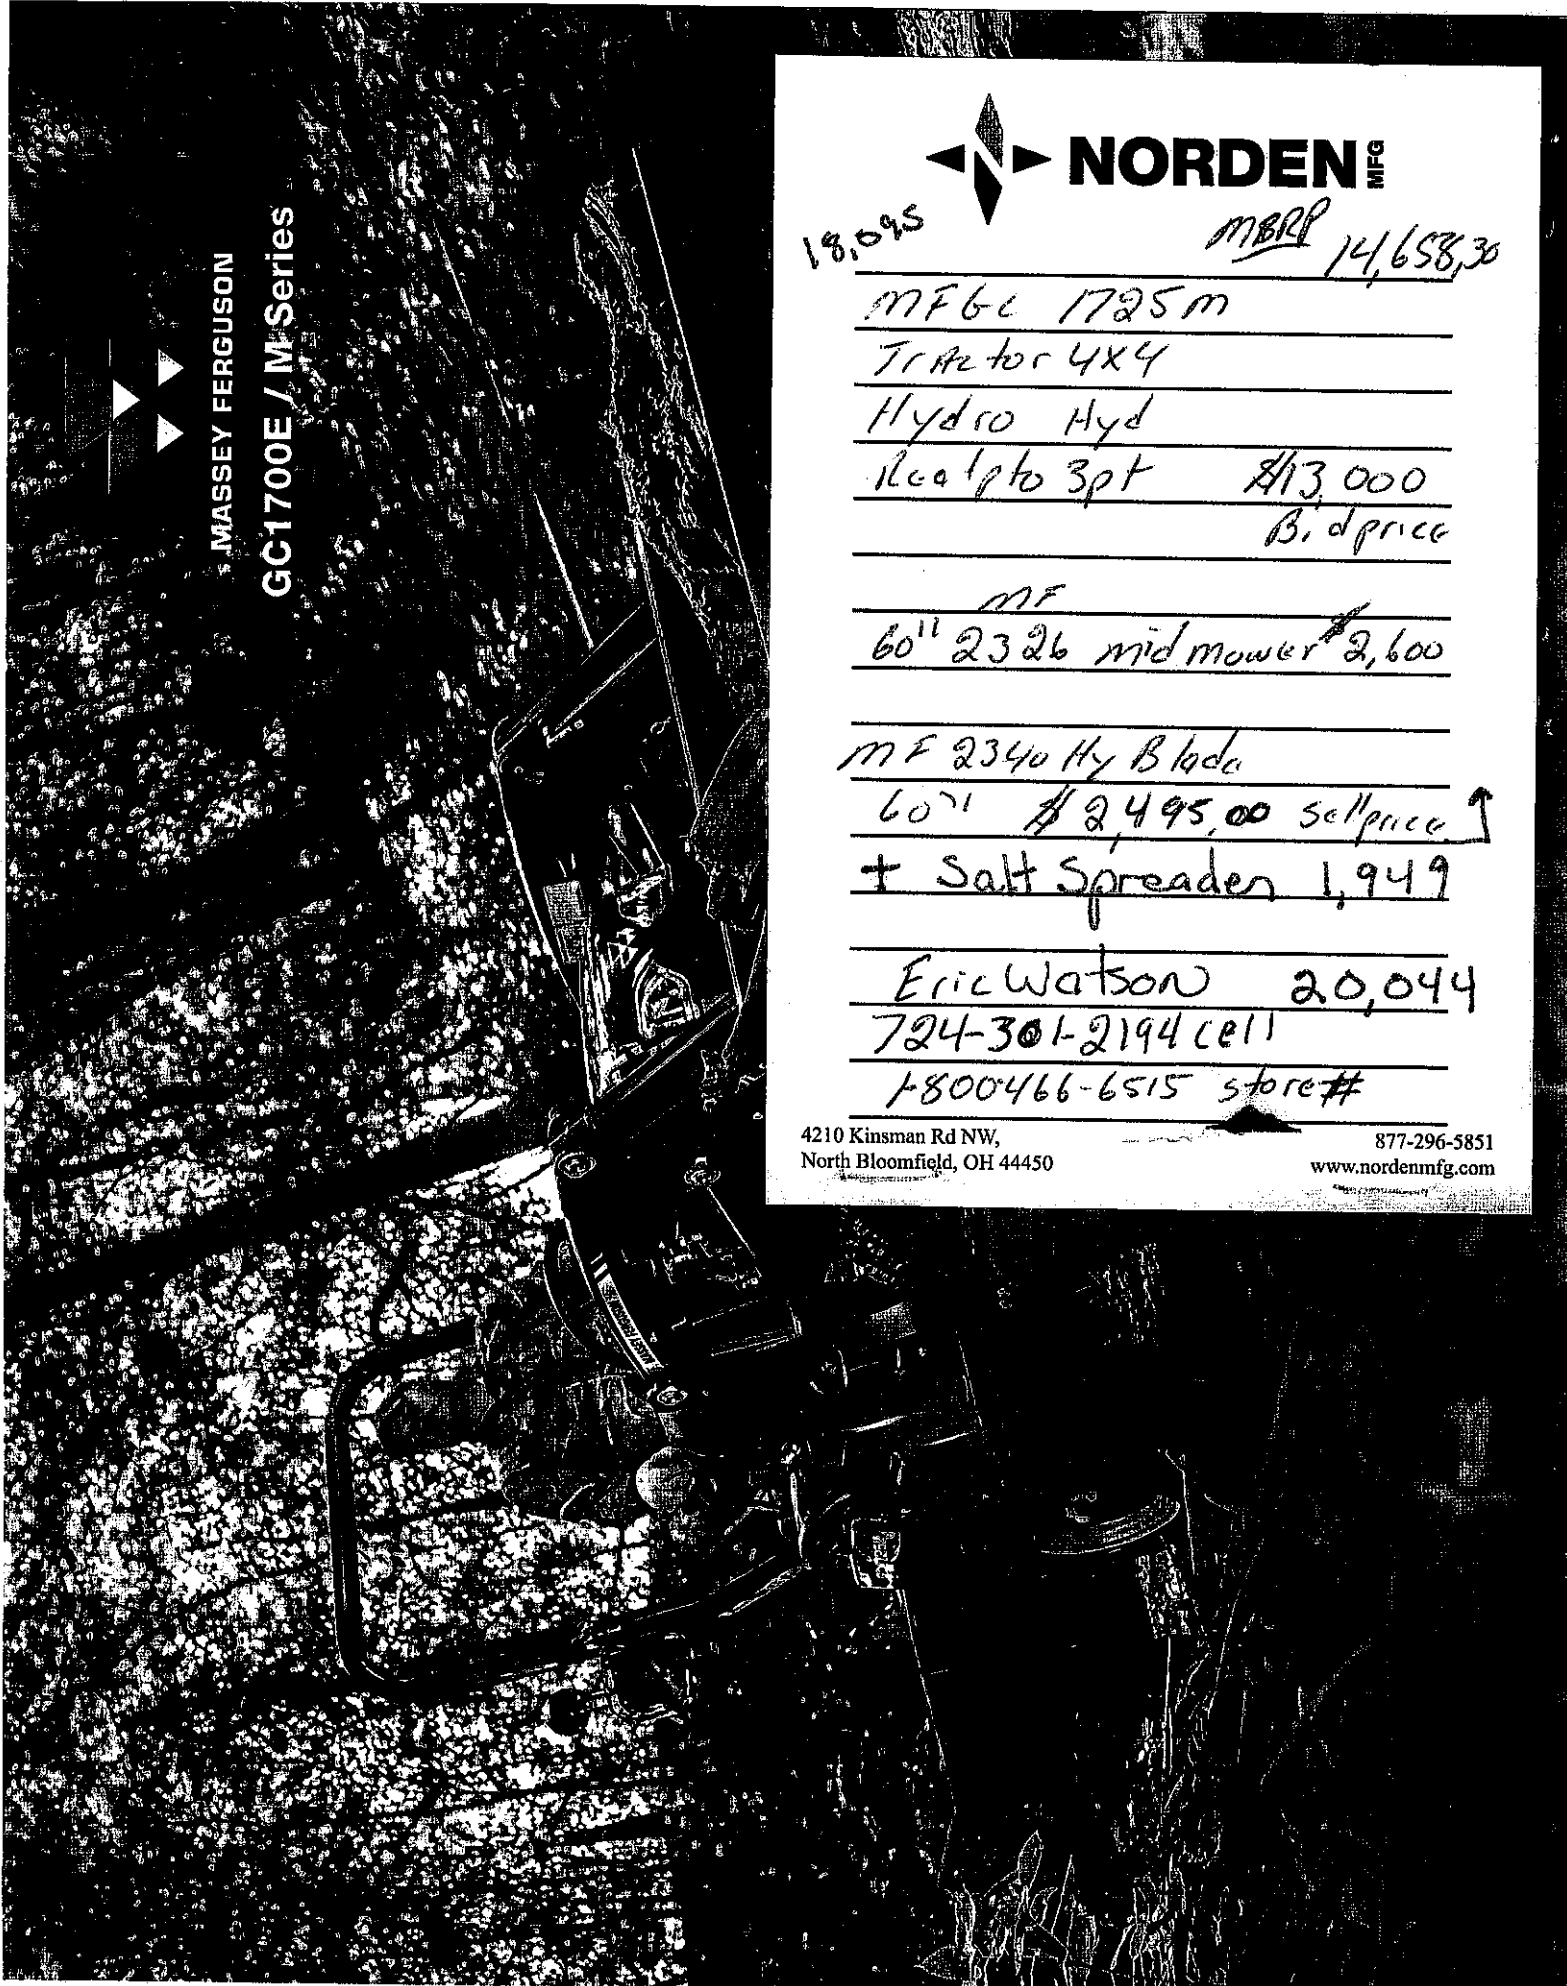 MASSEY FERGUSON
GC1700E / M Series
NORDEN MFG
18,095
MSRP 14,658,30
MFGC 1725m
Tractor 4x4
Hydro Hyd
Rear pto 3pt $13,000
Bid price
MF
60" 2326 mid mower $2,600
MF 2340 Hy Blade
60" $2,495.00 Sell price ↑
+ Salt Spreader 1,949
Eric Watson 20,044
724-301-2194 cell
1-800466-6515 store#
4210 Kinsman Rd NW,
North Bloomfield, OH 44450
877-296-5851
www.nordenmfg.com